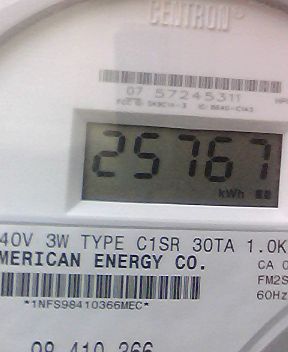 CENTRON®
07 57245311
25767
kWh
40V 3W TYPE C1SR 30TA 1.0K
MERICAN ENERGY CO.
CA 0
FM2S
60Hz
*1NFS98410366MEC*
98 410 366